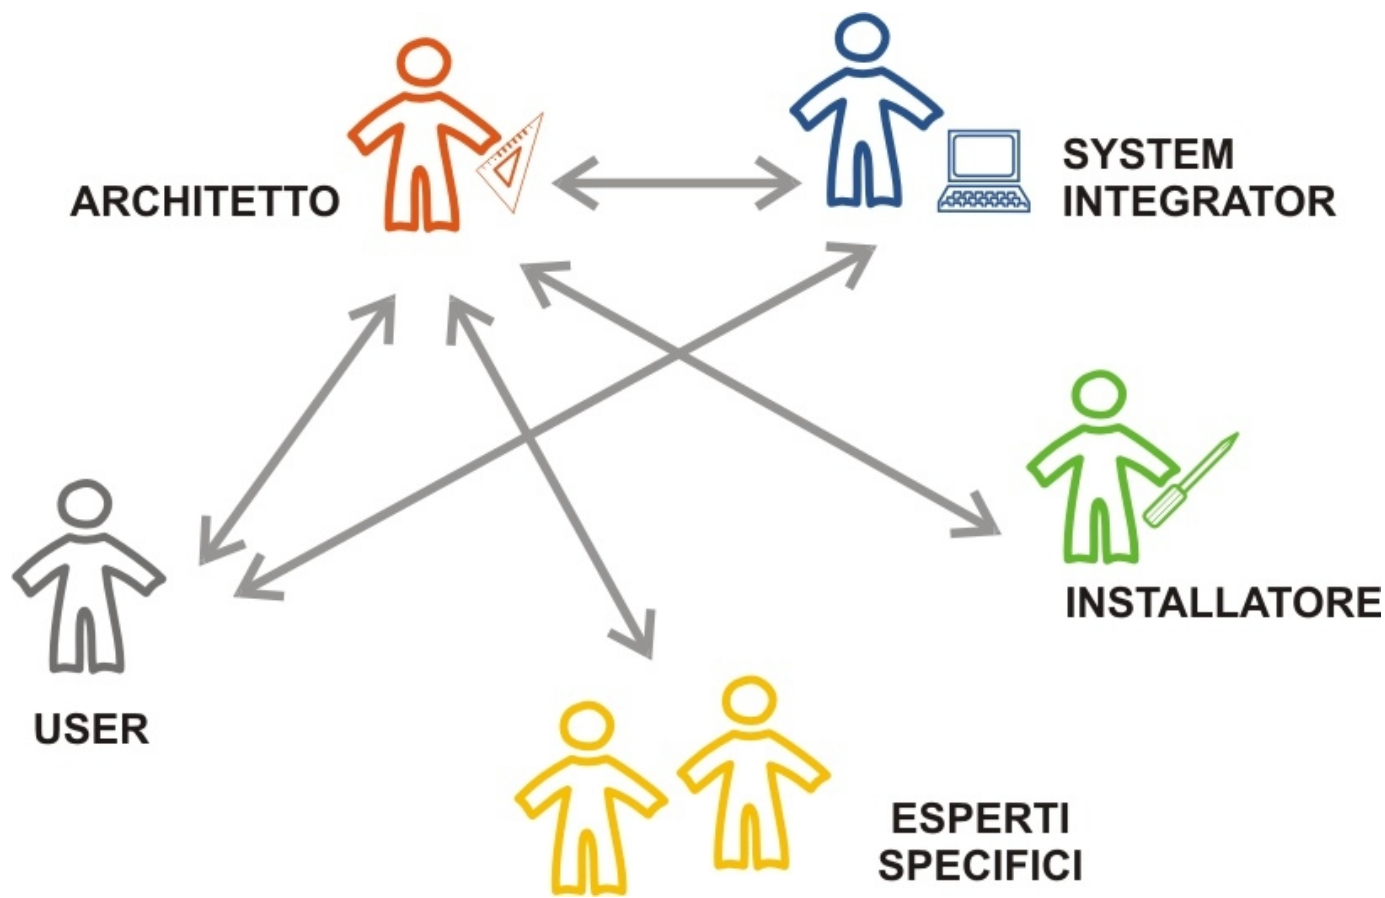 ARCHITETTO
SYSTEM
INTEGRATOR
INSTALLATORE
USER
ESPERTI
SPECIFICI